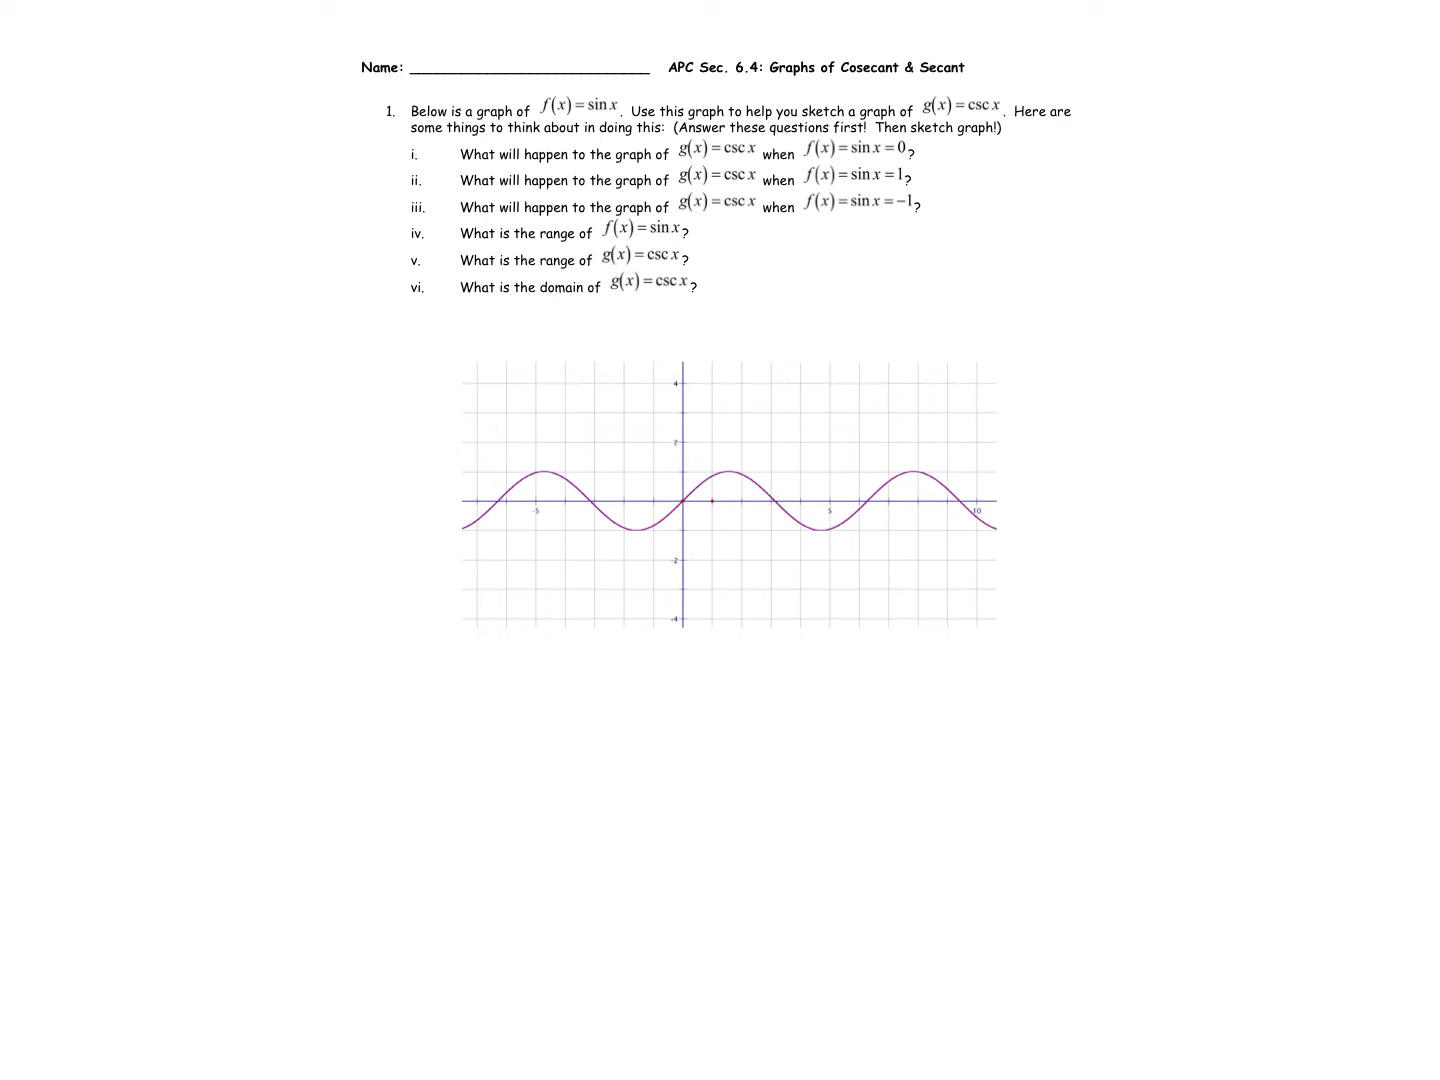 Name: ______________________________ APC Sec. 6.4: Graphs of Cosecant & Secant
1. Below is a graph of f(x)=sin x. Use this graph to help you sketch a graph of g(x)=csc x. Here are
some things to think about in doing this: (Answer these questions first! Then sketch graph!)
i. What will happen to the graph of g(x)=csc x when f(x)=sin x=0?
ii. What will happen to the graph of g(x)=csc x when f(x)=sin x=1?
iii. What will happen to the graph of g(x)=csc x when f(x)=sin x=−1?
iv. What is the range of f(x)=sin x?
v. What is the range of g(x)=csc x?
vi. What is the domain of g(x)=csc x?
4
2
-5 5 10
-2
-4